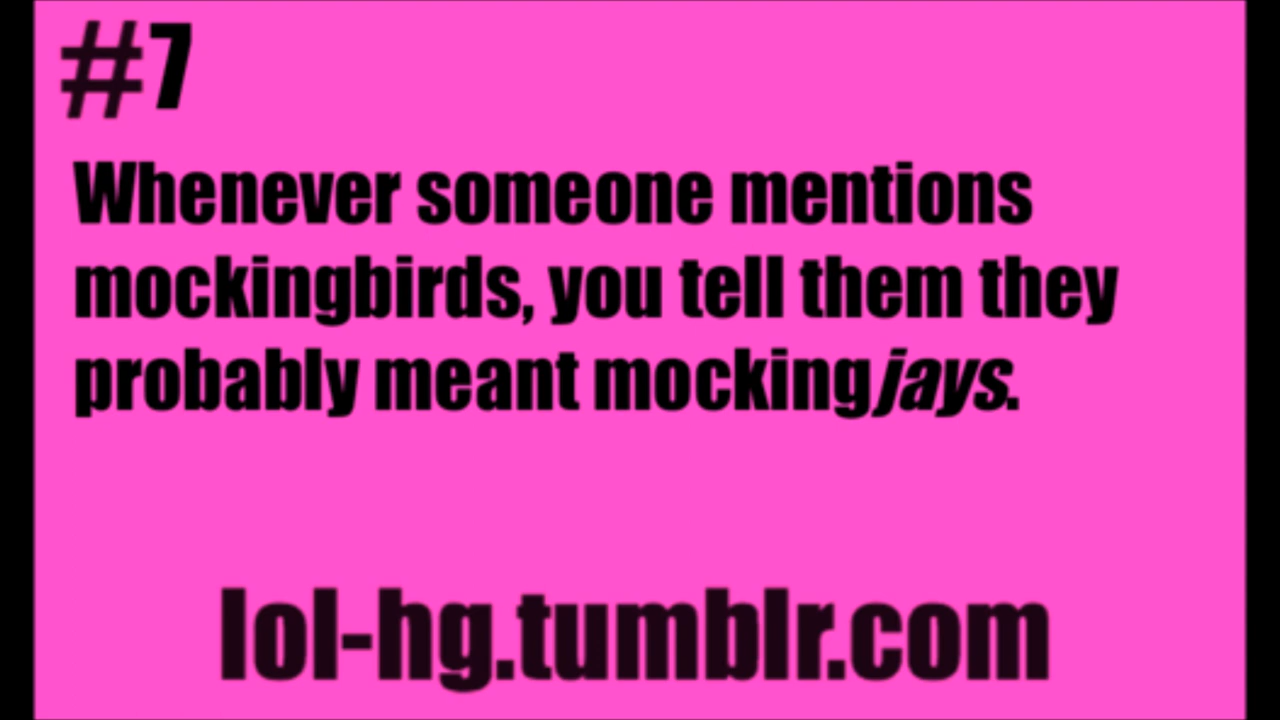 #7
Whenever someone mentions
mockingbirds, you tell them they
probably meant mockingjays.
lol-hg.tumblr.com